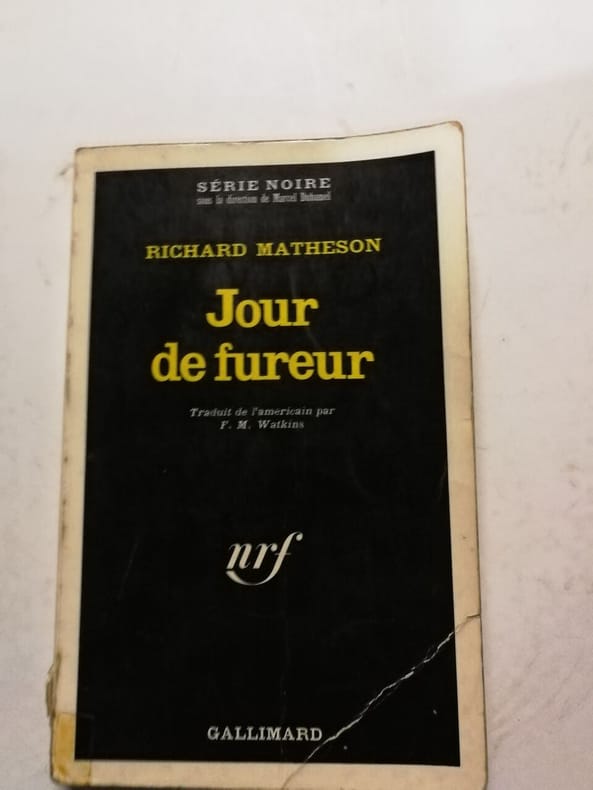 SÉRIE NOIRE
sous la direction de Marcel Duhamel
RICHARD MATHESON
Jour
de fureur
Traduit de l'américain par
F. M. Watkins
nrf
GALLIMARD